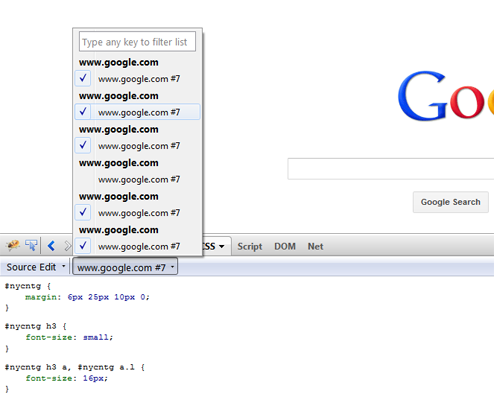 Type any key to filter list
www.google.com
www.google.com #7
www.google.com
www.google.com #7
www.google.com
www.google.com #7
www.google.com
www.google.com #7
www.google.com
www.google.com #7
www.google.com
www.google.com #7
Goo
Google Search
CSS Script DOM Net
Source Edit www.google.com #7
#nycntg {
margin: 6px 25px 10px 0;
}
#nycntg h3 {
font-size: small;
}
#nycntg h3 a, #nycntg a.l {
font-size: 16px;
}